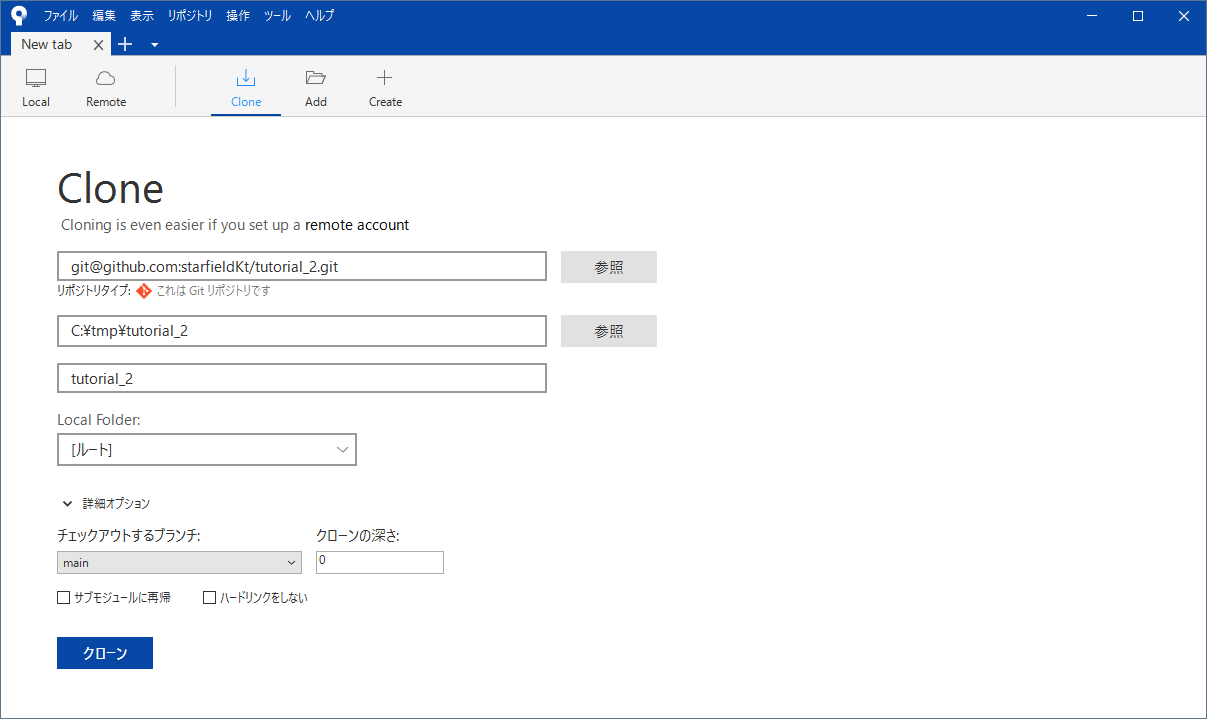 ファイル 編集 表示 リポジトリ 操作 ツール ヘルプ
New tab
Local Remote Clone Add Create
Clone
Cloning is even easier if you set up a remote account
git@github.com:starfieldKt/tutorial_2.git 参照
リポジトリタイプ: これは Git リポジトリです
C:¥tmp¥tutorial_2 参照
tutorial_2
Local Folder:
[ルート]
詳細オプション
チェックアウトするブランチ: クローンの深さ:
main 0
サブモジュールに再帰 ハードリンクをしない
クローン